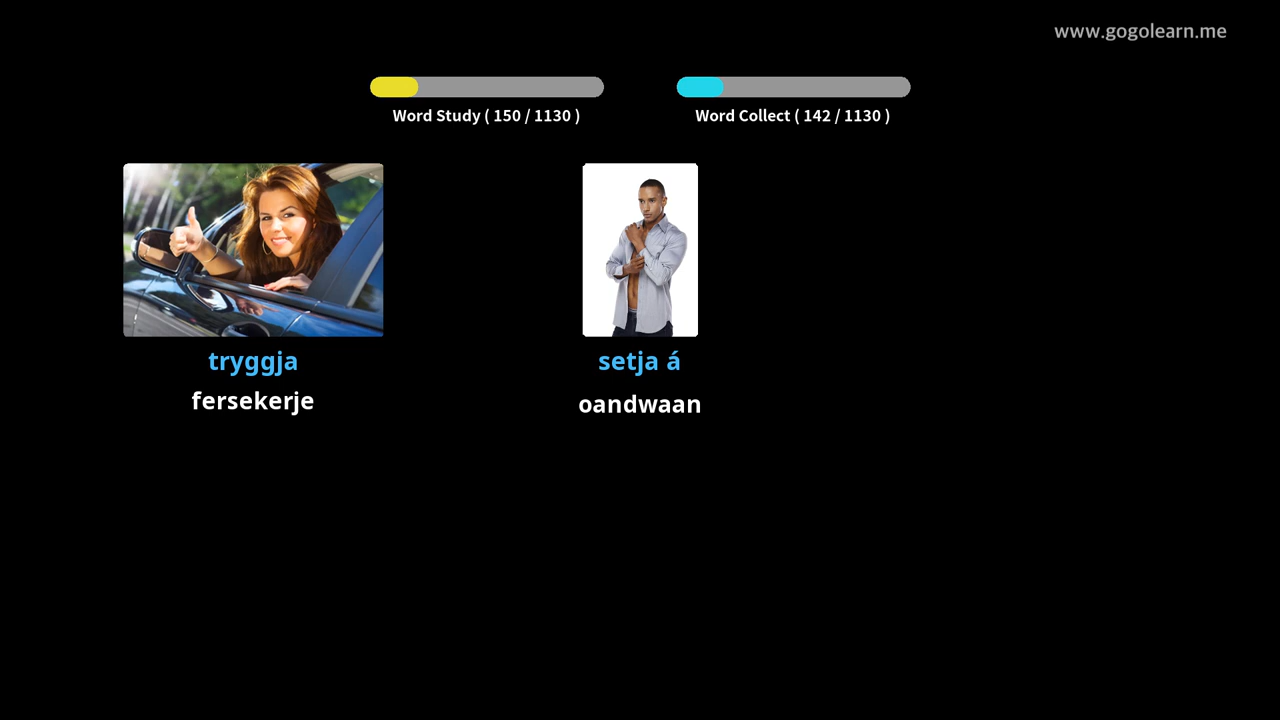 www.gogolearn.me
Word Study ( 150 / 1130 )
Word Collect ( 142 / 1130 )
tryggja
fersekerje
setja á
oandwaan